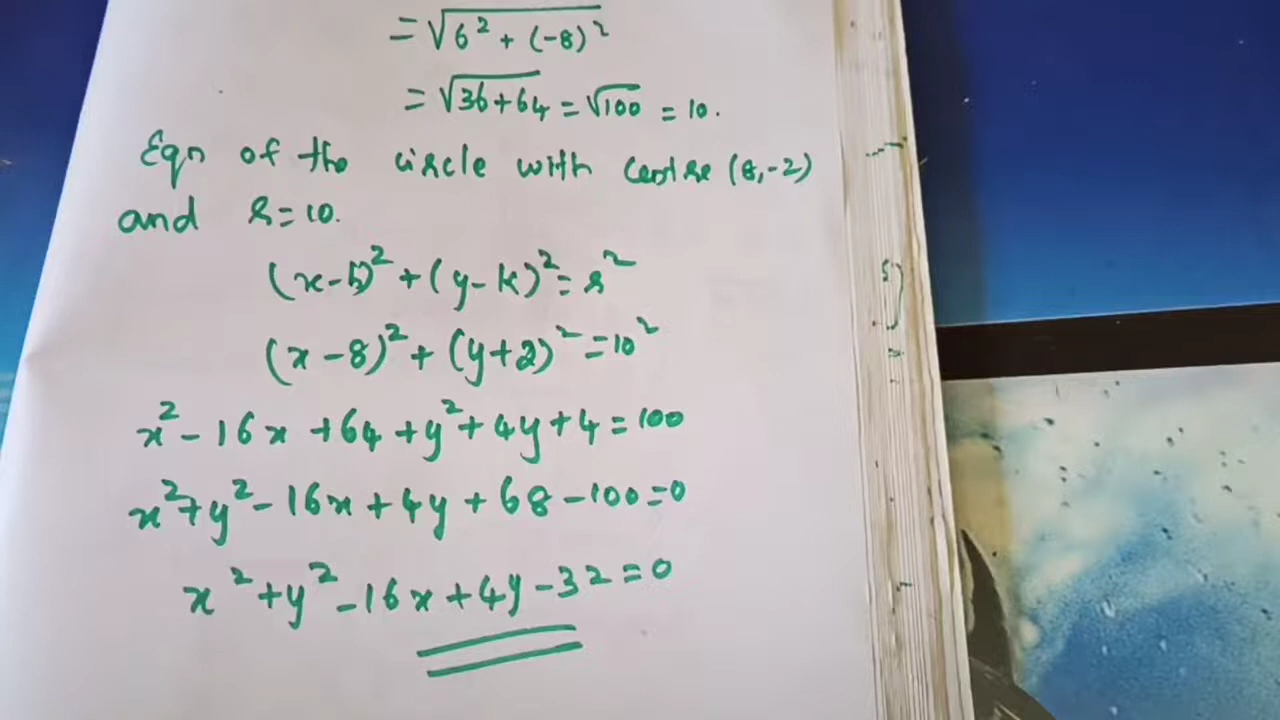 = √6² + (-8)²
= √36+64 = √100 = 10.
Eqn of the circle with centre (8,-2)
and r = 10.
(x-h)² + (y-k)² = r²
(x-8)² + (y+2)² = 10²
x² - 16x + 64 + y² + 4y + 4 = 100
x² + y² - 16x + 4y + 68 - 100 = 0
x² + y² - 16x + 4y - 32 = 0